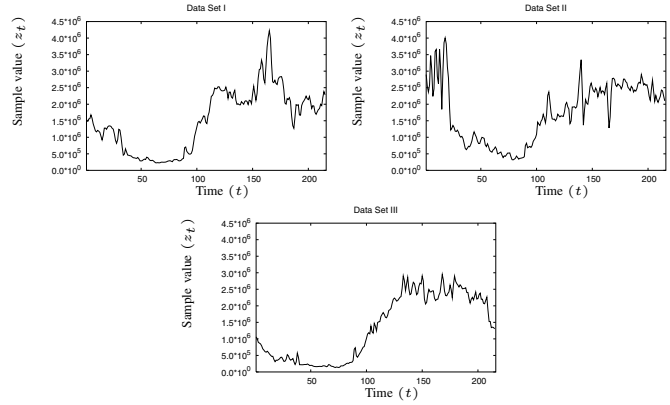 Data Set I
Sample value (z_t)
4.5*10^6
4.0*10^6
3.5*10^6
3.0*10^6
2.5*10^6
2.0*10^6
1.5*10^6
1.0*10^6
5.0*10^5
0.0*10^0
50 100 150 200
Time (t)
Data Set II
Sample value (z_t)
4.5*10^6
4.0*10^6
3.5*10^6
3.0*10^6
2.5*10^6
2.0*10^6
1.5*10^6
1.0*10^6
5.0*10^5
0.0*10^0
50 100 150 200
Time (t)
Data Set III
Sample value (z_t)
4.5*10^6
4.0*10^6
3.5*10^6
3.0*10^6
2.5*10^6
2.0*10^6
1.5*10^6
1.0*10^6
5.0*10^5
0.0*10^0
50 100 150 200
Time (t)